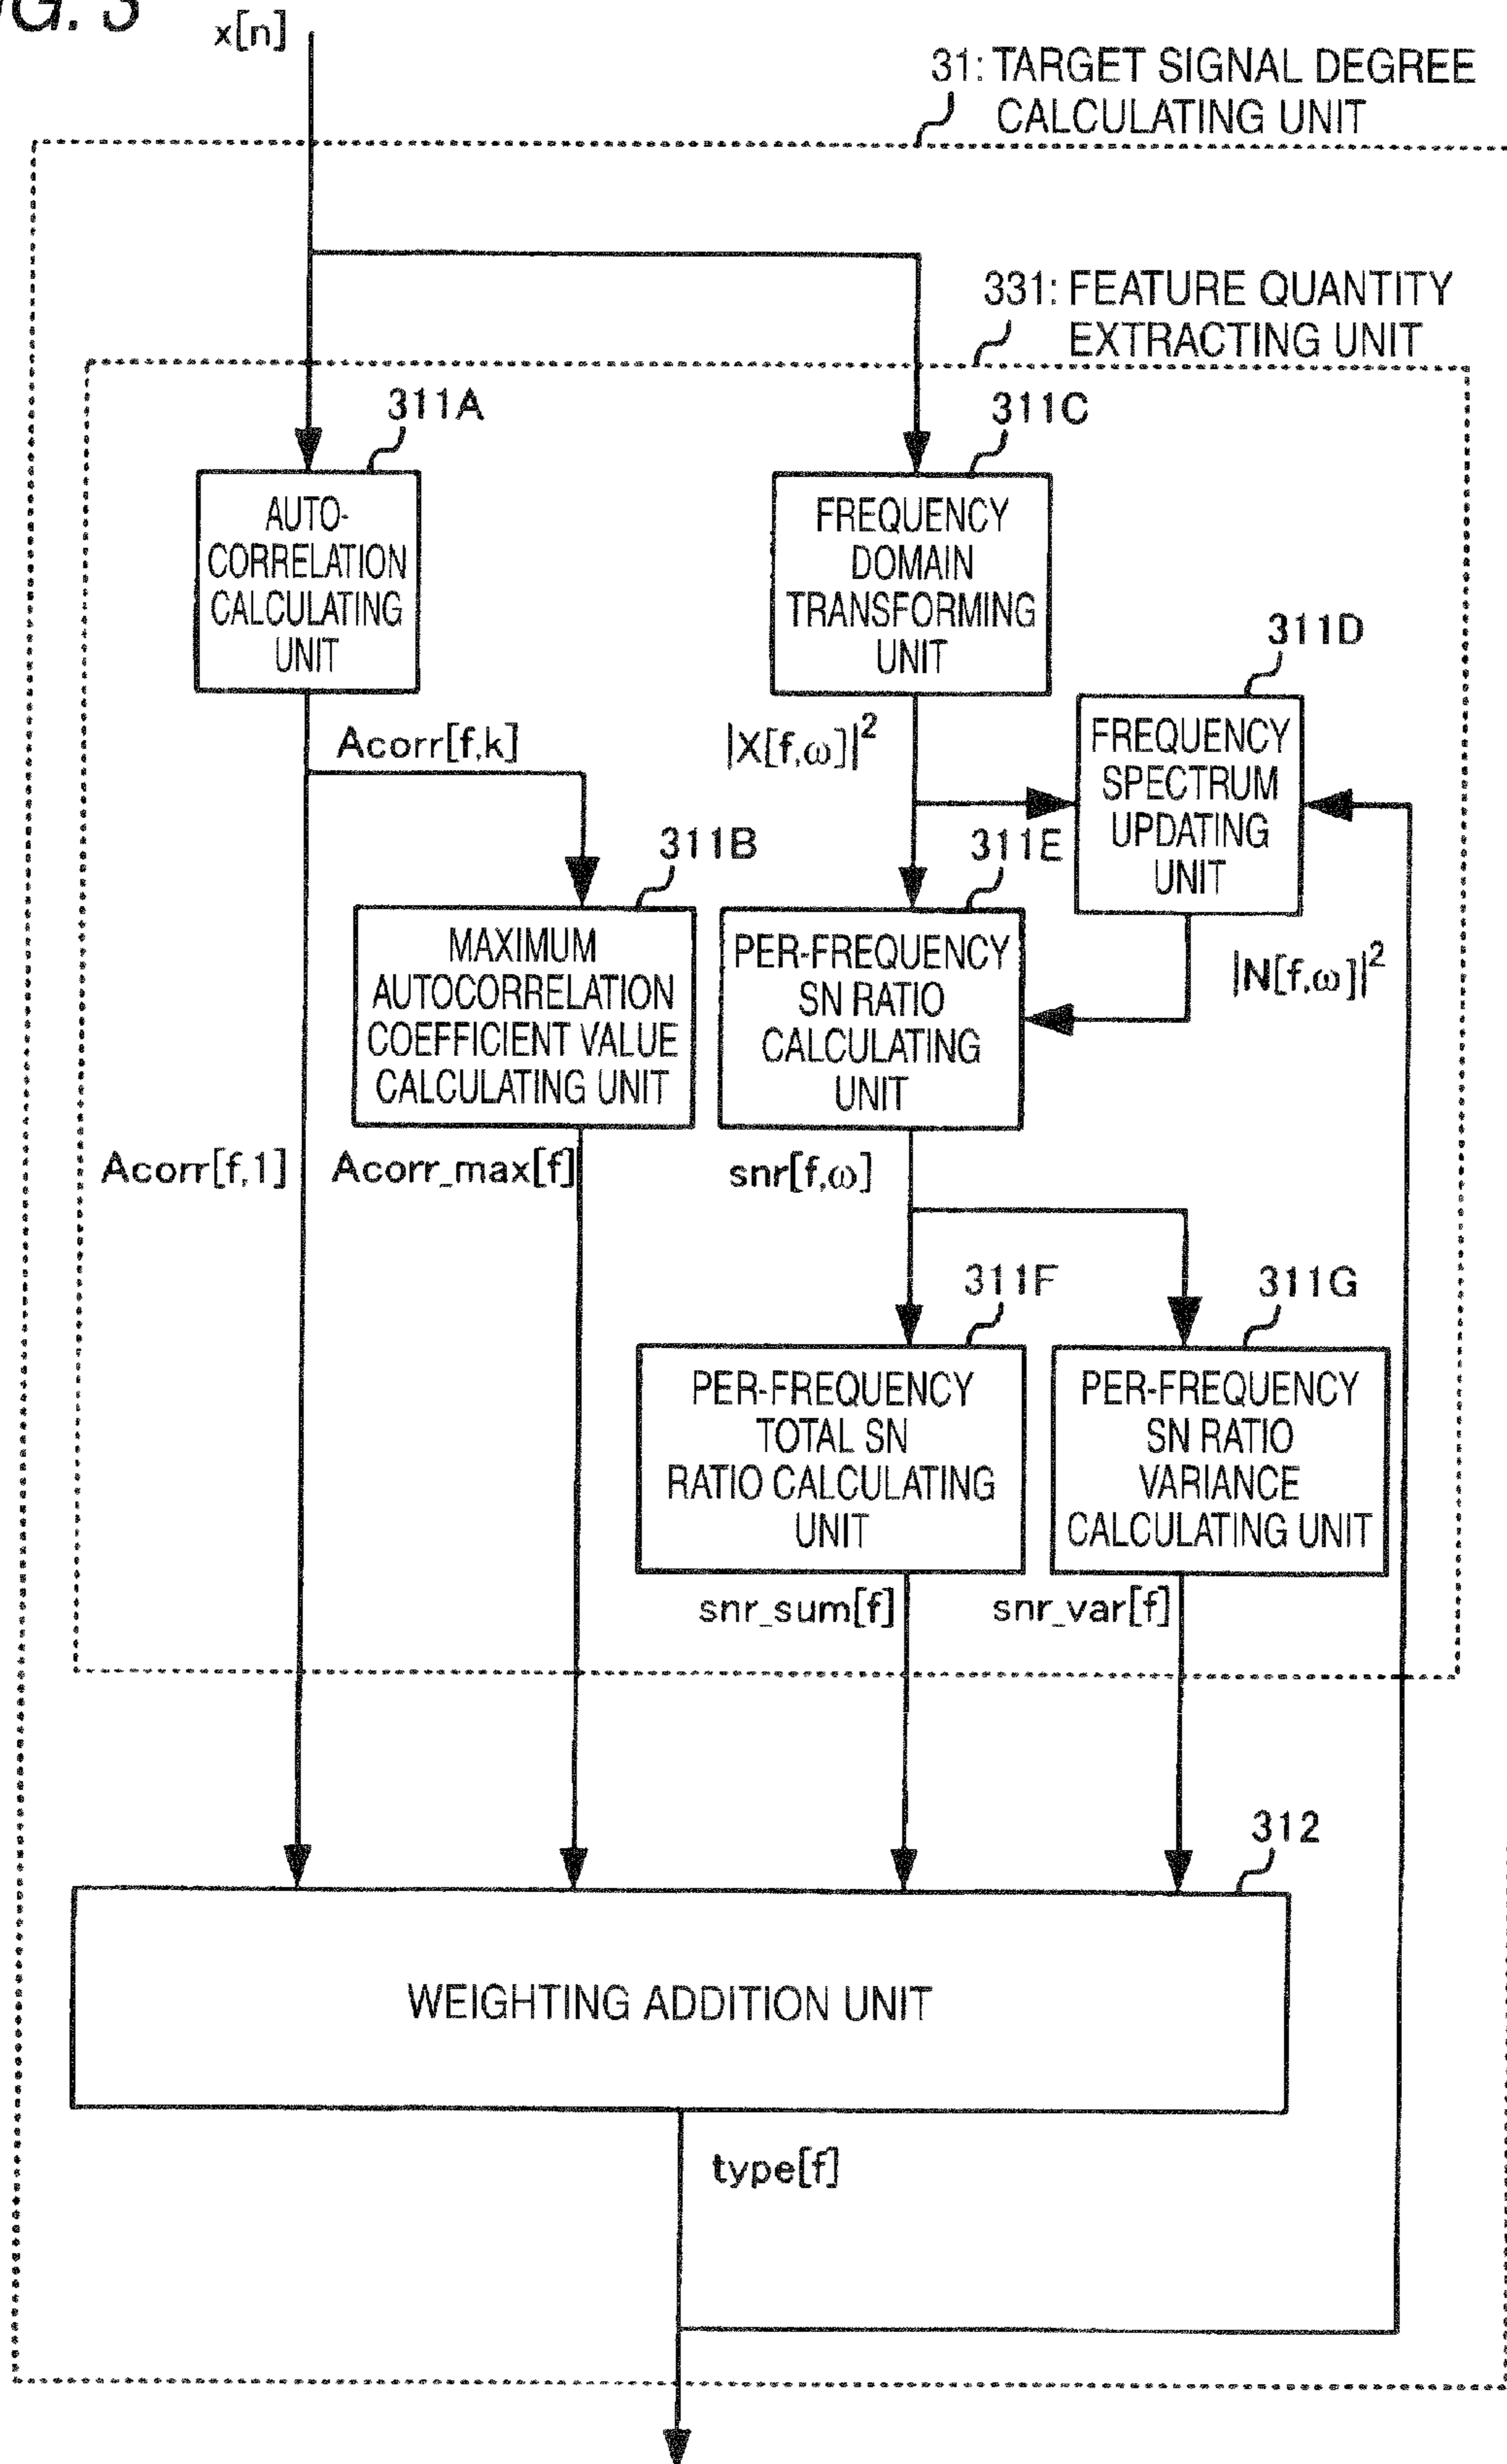 FIG. 3
x[n]
31: TARGET SIGNAL DEGREE
CALCULATING UNIT
331: FEATURE QUANTITY
EXTRACTING UNIT
311A
311C
AUTO-
CORRELATION
CALCULATING
UNIT
FREQUENCY
DOMAIN
TRANSFORMING
UNIT
311D
Acorr[f,k]
|X[f,ω]|²
FREQUENCY
SPECTRUM
UPDATING
UNIT
311B
311E
MAXIMUM
AUTOCORRELATION
COEFFICIENT VALUE
CALCULATING UNIT
PER-FREQUENCY
SN RATIO
CALCULATING
UNIT
|N[f,ω]|²
Acorr[f,1]
Acorr_max[f]
snr[f,ω]
311F
311G
PER-FREQUENCY
TOTAL SN
RATIO CALCULATING
UNIT
PER-FREQUENCY
SN RATIO
VARIANCE
CALCULATING UNIT
snr_sum[f]
snr_var[f]
312
WEIGHTING ADDITION UNIT
type[f]